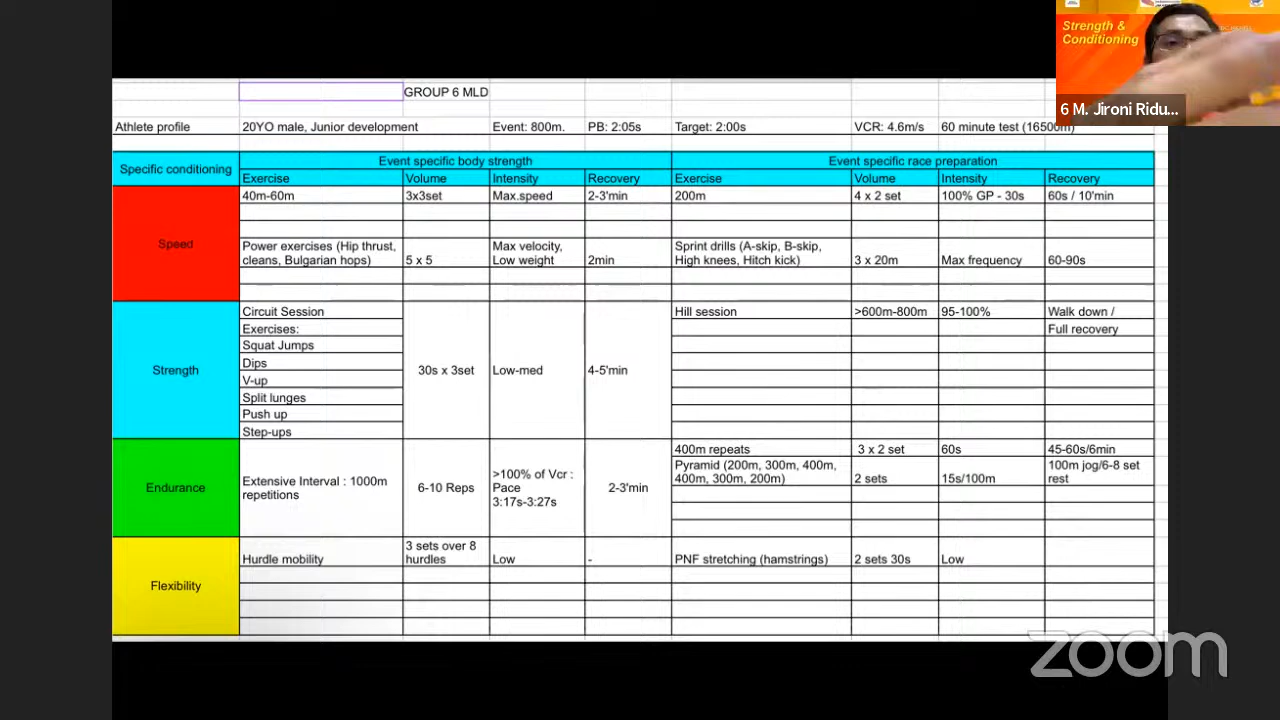 Strength &
Conditioning
6 M. Jironi Ridu...
GROUP 6 MLD
Athlete profile 20YO male, Junior development Event: 800m. PB: 2:05s Target: 2:00s VCR: 4.6m/s 60 minute test (16500m)
Specific conditioning Event specific body strength Event specific race preparation
Exercise Volume Intensity Recovery Exercise Volume Intensity Recovery
Speed
40m-60m 3x3set Max.speed 2-3'min 200m 4 x 2 set 100% GP - 30s 60s / 10'min
Power exercises (Hip thrust, Max velocity, Sprint drills (A-skip, B-skip,
cleans, Bulgarian hops) 5 x 5 Low weight 2min High knees, Hitch kick) 3 x 20m Max frequency 60-90s
Strength
Circuit Session Hill session >600m-800m 95-100% Walk down /
Exercises: Full recovery
Squat Jumps
Dips
30s x 3set Low-med 4-5'min
V-up
Split lunges
Push up
Step-ups
Endurance
400m repeats 3 x 2 set 60s 45-60s/6min
Extensive Interval : 1000m
repetitions
6-10 Reps
>100% of Vcr :
Pace
3:17s-3:27s
2-3'min
Pyramid (200m, 300m, 400m, 100m jog/6-8 set
400m, 300m, 200m) 2 sets 15s/100m rest
Flexibility
3 sets over 8
Hurdle mobility hurdles Low - PNF stretching (hamstrings) 2 sets 30s Low
zoom